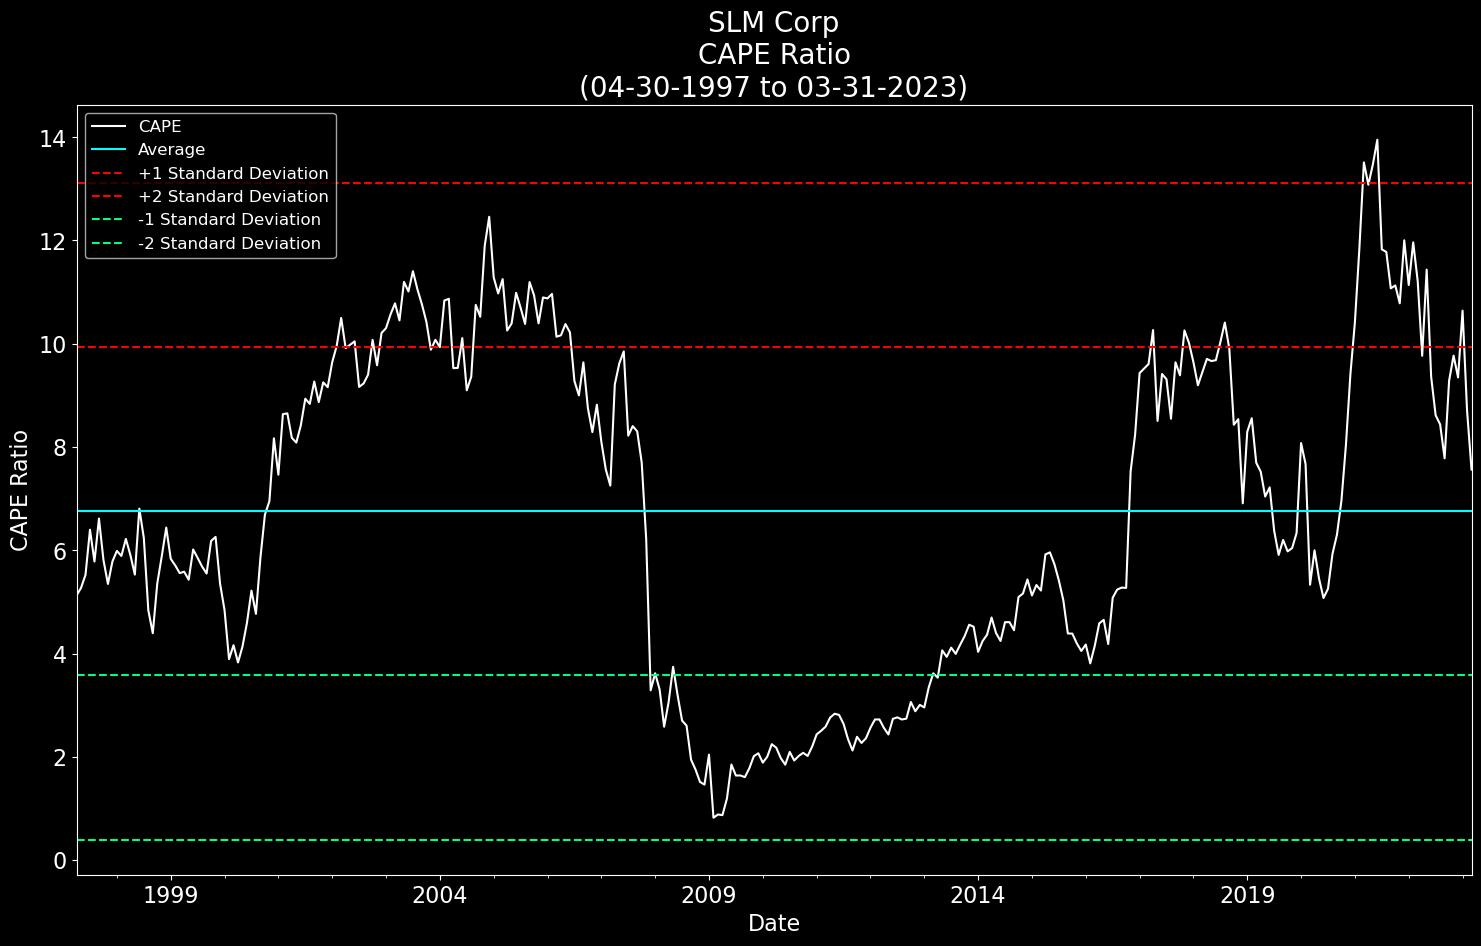 SLM Corp
CAPE Ratio
(04-30-1997 to 03-31-2023)
CAPE
Average
+1 Standard Deviation
+2 Standard Deviation
-1 Standard Deviation
-2 Standard Deviation
14
12
10
8
6
4
2
0
CAPE Ratio
1999
2004
2009
2014
2019
Date